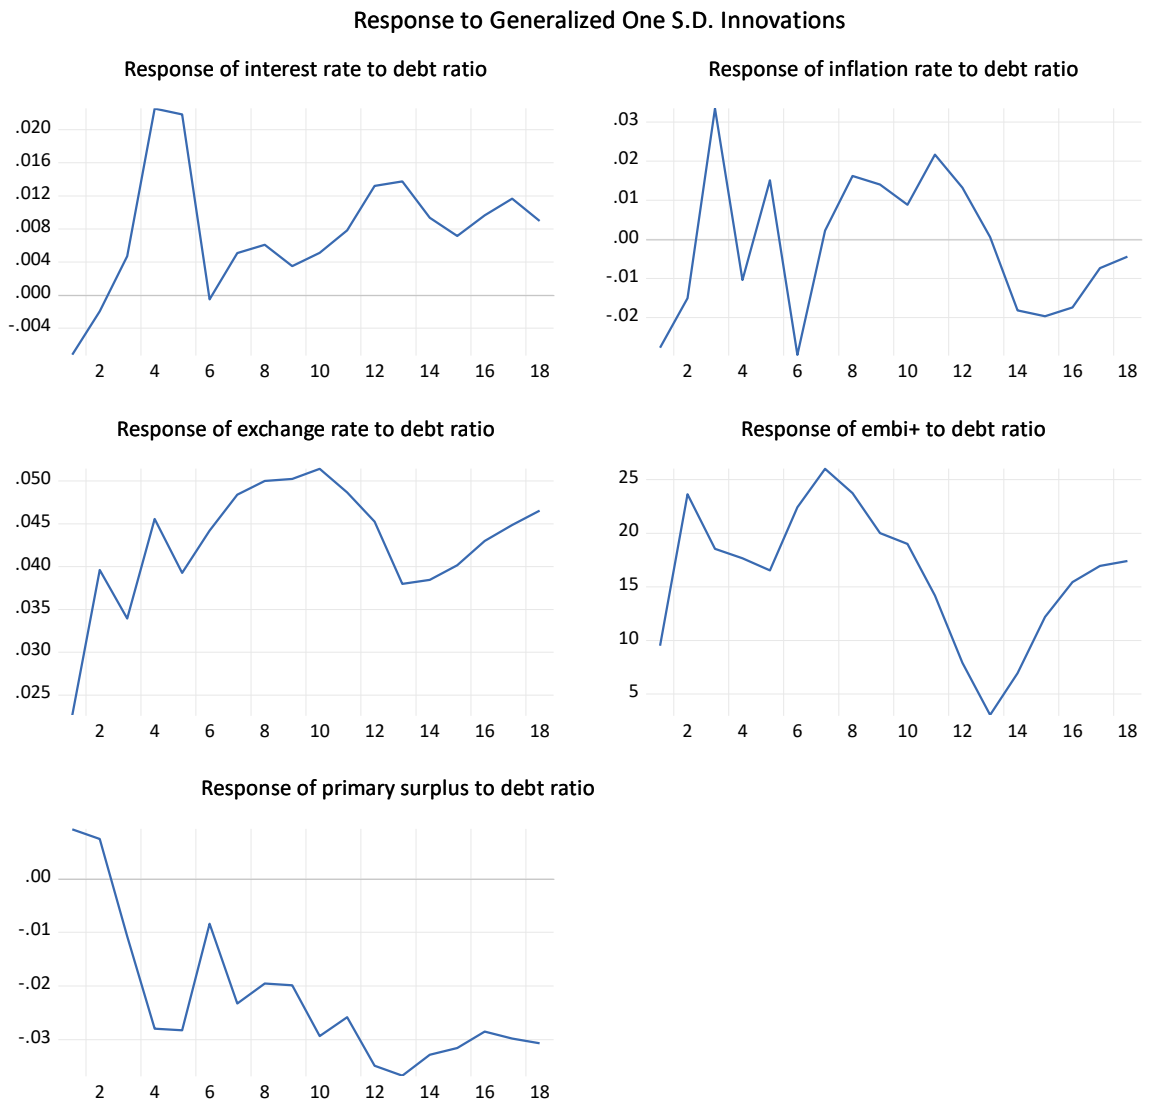 Response to Generalized One S.D. Innovations
Response of interest rate to debt ratio
.020
.016
.012
.008
.004
.000
-.004
2 4 6 8 10 12 14 16 18
Response of inflation rate to debt ratio
.03
.02
.01
.00
-.01
-.02
2 4 6 8 10 12 14 16 18
Response of exchange rate to debt ratio
.050
.045
.040
.035
.030
.025
2 4 6 8 10 12 14 16 18
Response of embi+ to debt ratio
25
20
15
10
5
2 4 6 8 10 12 14 16 18
Response of primary surplus to debt ratio
.00
-.01
-.02
-.03
2 4 6 8 10 12 14 16 18